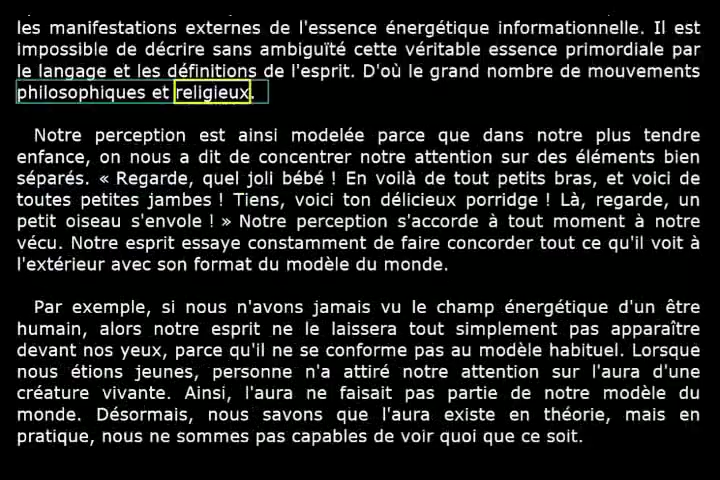 les manifestations externes de l'essence énergétique informationnelle. Il est
impossible de décrire sans ambiguïté cette véritable essence primordiale par
le langage et les définitions de l'esprit. D'où le grand nombre de mouvements
philosophiques et religieux.
Notre perception est ainsi modelée parce que dans notre plus tendre
enfance, on nous a dit de concentrer notre attention sur des éléments bien
séparés. « Regarde, quel joli bébé ! En voilà de tout petits bras, et voici de
toutes petites jambes ! Tiens, voici ton délicieux porridge ! Là, regarde, un
petit oiseau s'envole ! » Notre perception s'accorde à tout moment à notre
vécu. Notre esprit essaye constamment de faire concorder tout ce qu'il voit à
l'extérieur avec son format du modèle du monde.
Par exemple, si nous n'avons jamais vu le champ énergétique d'un être
humain, alors notre esprit ne le laissera tout simplement pas apparaître
devant nos yeux, parce qu'il ne se conforme pas au modèle habituel. Lorsque
nous étions jeunes, personne n'a attiré notre attention sur l'aura d'une
créature vivante. Ainsi, l'aura ne faisait pas partie de notre modèle du
monde. Désormais, nous savons que l'aura existe en théorie, mais en
pratique, nous ne sommes pas capables de voir quoi que ce soit.